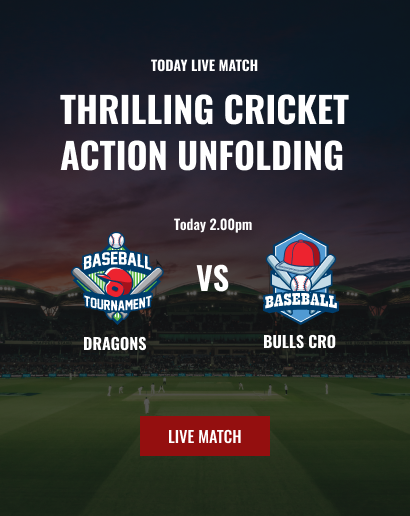 TODAY LIVE MATCH
THRILLING CRICKET
ACTION UNFOLDING
Today 2.00pm
BASEBALL
TOURNAMENT
VS
BASEBALL
DRAGONS
BULLS CRO
LIVE MATCH